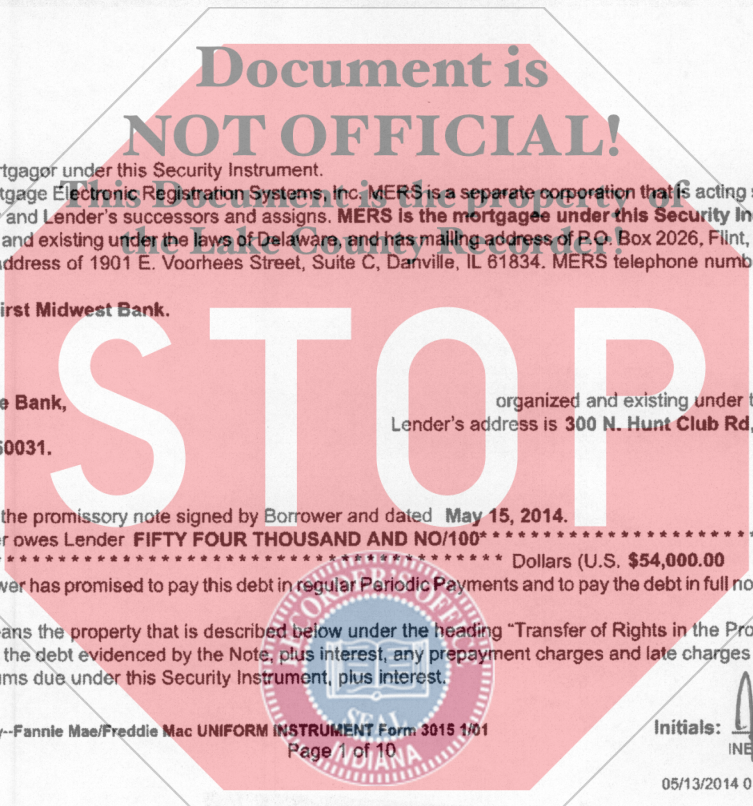 Document is
NOT OFFICIAL!
rtgagor under this Security Instrument.
This Document is the property of
tgage Electronic Registration Systems, Inc. MERS is a separate corporation that is acting
and Lender's successors and assigns. MERS is the mortgagee under this Security In
the Lake County Recorder!
and existing under the laws of Delaware, and has mailing address of P.O. Box 2026, Flint,
address of 1901 E. Voorhees Street, Suite C, Danville, IL 61834. MERS telephone numb
irst Midwest Bank.
STOP
e Bank, organized and existing under t
Lender's address is 300 N. Hunt Club Rd,
60031.
the promissory note signed by Borrower and dated May 15, 2014.
r owes Lender FIFTY FOUR THOUSAND AND NO/100* * * * * * * * * * * * * * * * * * * * * *
* * * * * * * * * * * * * * * * * * * * * * * * * * * * * * * * * * * * * * * Dollars (U.S. $54,000.00
wer has promised to pay this debt in regular Periodic Payments and to pay the debt in full no
eans the property that is described below under the heading "Transfer of Rights in the Pro
the debt evidenced by the Note, plus interest, any prepayment charges and late charges
ums due under this Security Instrument, plus interest.
RECORDER'S OFFICE
SEAL
INDIANA
--Fannie Mae/Freddie Mac UNIFORM INSTRUMENT Form 3015 1/01
Initials:
Page 1 of 10
INE
05/13/2014 0